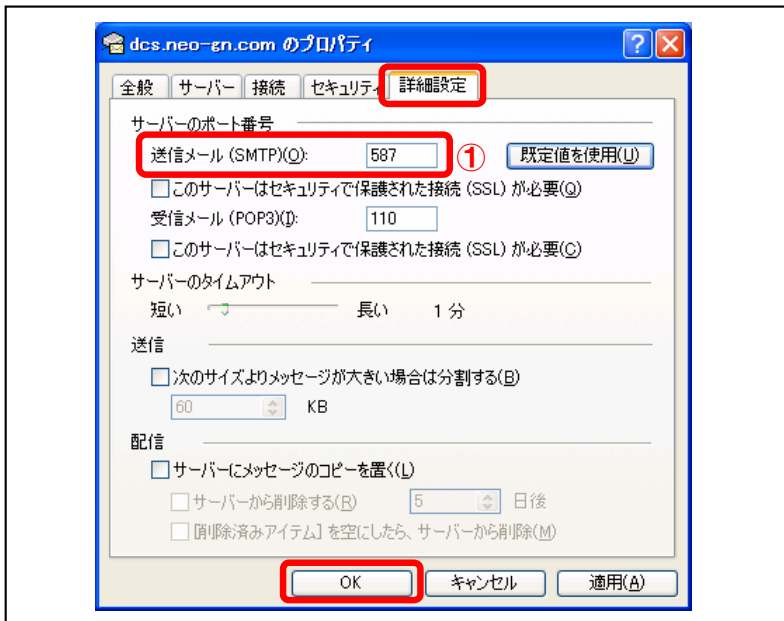 dcs.neo-gn.com のプロパティ
全般 サーバー 接続 セキュリティ 詳細設定
サーバーのポート番号
送信メール (SMTP)(O): 587 ① 既定値を使用(U)
このサーバーはセキュリティで保護された接続 (SSL) が必要(Q)
受信メール (POP3)(I): 110
このサーバーはセキュリティで保護された接続 (SSL) が必要(C)
サーバーのタイムアウト
短い 長い 1 分
送信
次のサイズよりメッセージが大きい場合は分割する(B)
60 KB
配信
サーバーにメッセージのコピーを置く(L)
サーバーから削除する(R) 5 日後
[削除済みアイテム] を空にしたら、サーバーから削除(M)
OK キャンセル 適用(A)